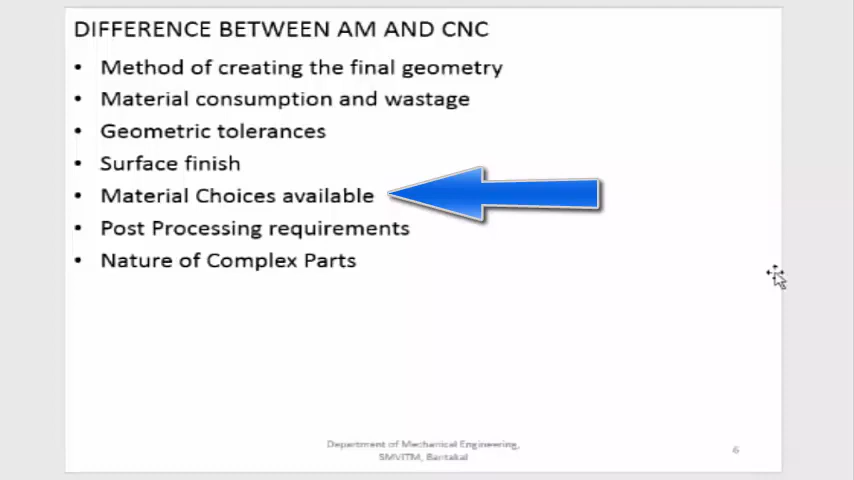 DIFFERENCE BETWEEN AM AND CNC
• Method of creating the final geometry
• Material consumption and wastage
• Geometric tolerances
• Surface finish
• Material Choices available
• Post Processing requirements
• Nature of Complex Parts
Department of Mechanical Engineering,
SMVITM, Bantakal
6